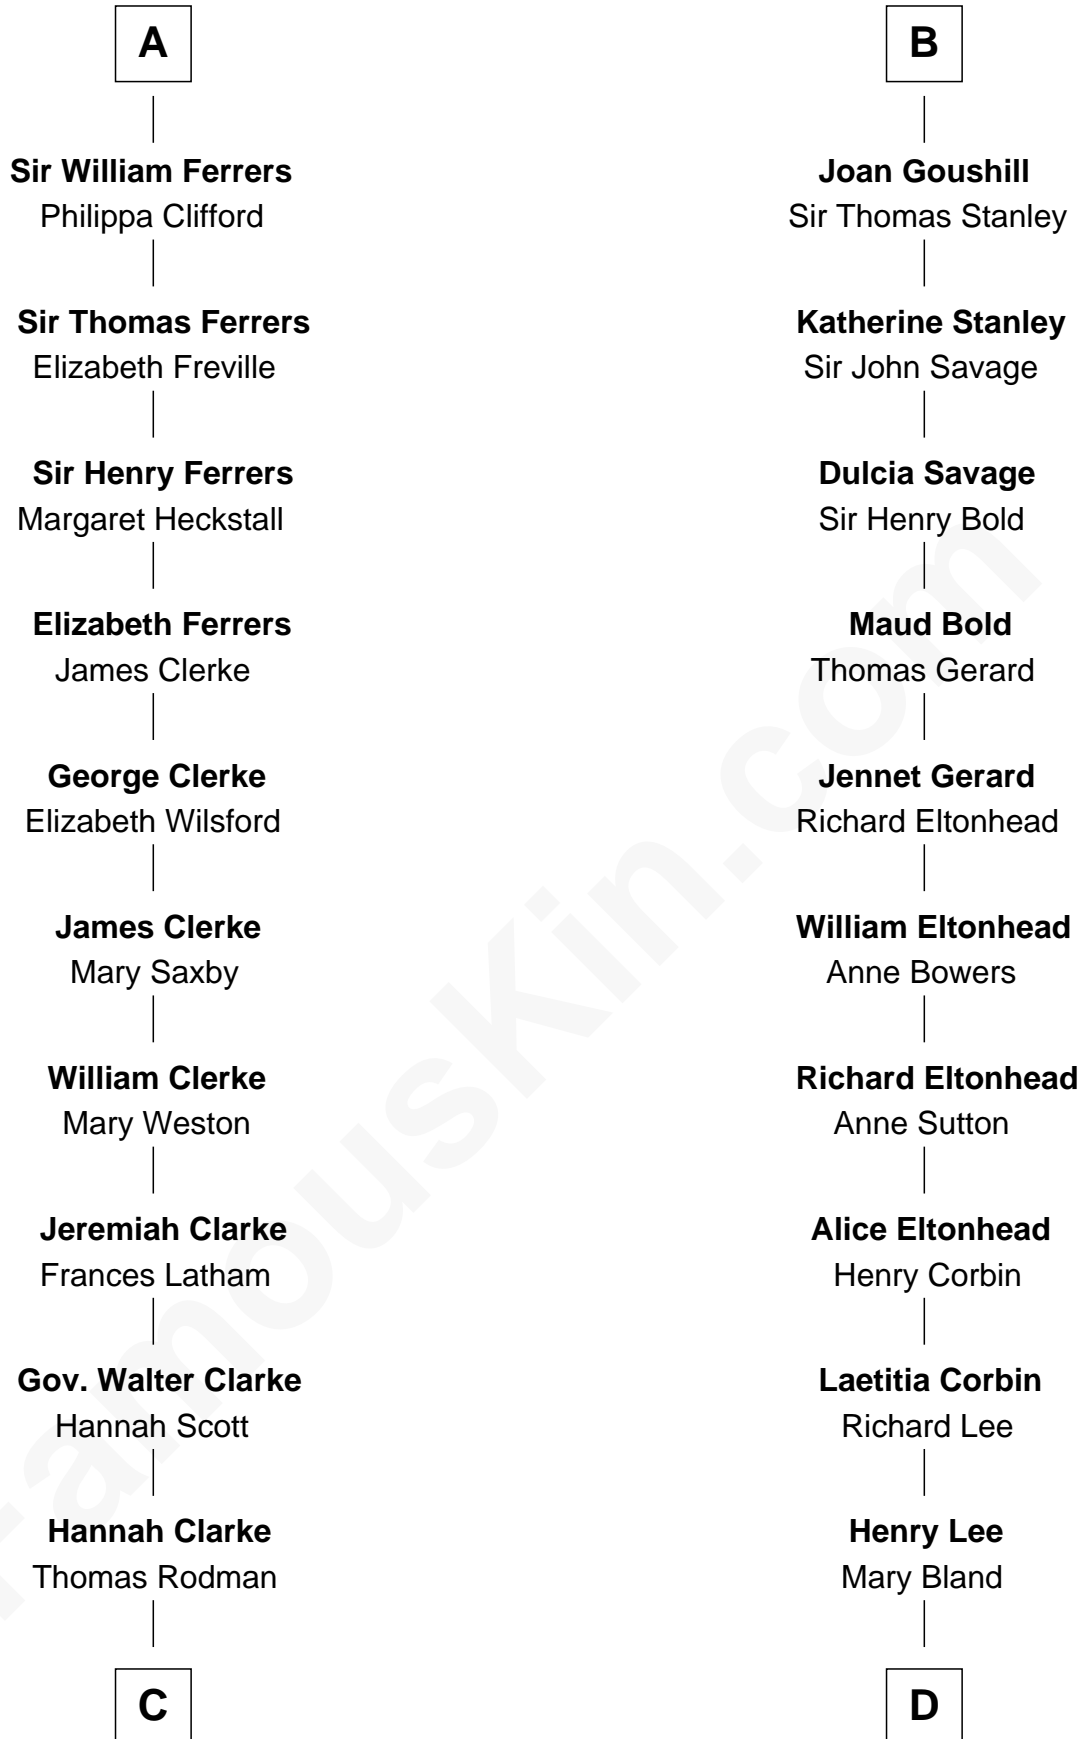 A
Sir William Ferrers
Philippa Clifford
Sir Thomas Ferrers
Elizabeth Freville
Sir Henry Ferrers
Margaret Heckstall
Elizabeth Ferrers
James Clerke
George Clerke
Elizabeth Wilsford
James Clerke
Mary Saxby
William Clerke
Mary Weston
Jeremiah Clarke
Frances Latham
Gov. Walter Clarke
Hannah Scott
Hannah Clarke
Thomas Rodman
C
B
Joan Goushill
Sir Thomas Stanley
Katherine Stanley
Sir John Savage
Dulcia Savage
Sir Henry Bold
Maud Bold
Thomas Gerard
Jennet Gerard
Richard Eltonhead
William Eltonhead
Anne Bowers
Richard Eltonhead
Anne Sutton
Alice Eltonhead
Henry Corbin
Laetitia Corbin
Richard Lee
Henry Lee
Mary Bland
D
FamousKin.com